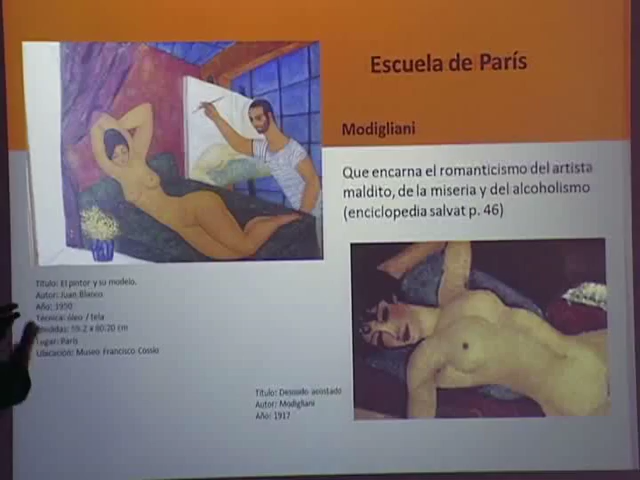 Escuela de París
Modigliani
Que encarna el romanticismo del artista
maldito, de la miseria y del alcoholismo
(enciclopedia salvat p. 46)
Título: El pintor y su modelo.
Autor: Juan Blanco
Año: 1950
Técnica: óleo / tela
Lugar: París
Ubicación: Museo Francisco Cossio
Título: Desnudo acostado
Autor: Modigliani
Año: 1917